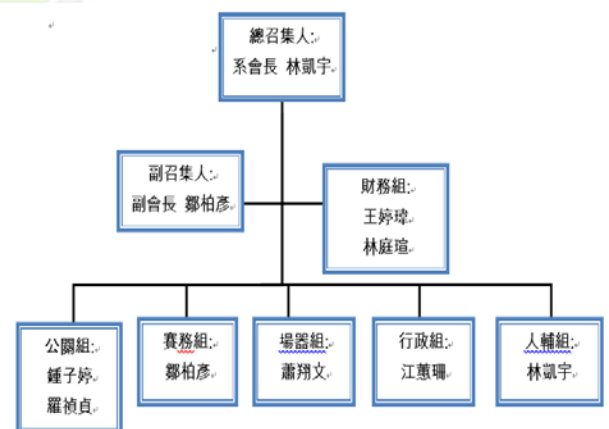 總召集人:
系會長 林凱宇
副召集人:
副會長 鄒柏彥
財務組:
王婷瑋
林庭瑄
公關組:
鍾子婷
羅禎貞
賽務組:
鄒柏彥
場器組:
蕭翔文
行政組:
江蕙珊
人輔組:
林凱宇